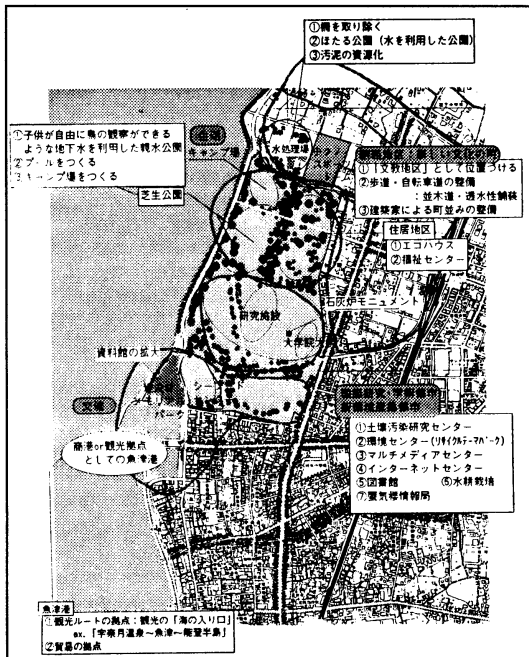 ①柵を取り除く
②ほたる公園（水を利用した公園）
③汚泥の資源化
①子供が自由に鳥の観察ができる
ような地下水を利用した親水公園
②プールをつくる
③キャンプ場をつくる
キャンプ場
水処理場
芝生公園
①「文教地区」として位置づける
②歩道・自転車道の整備
：並木道・透水性舗装
③建築家による町並みの整備
住居地区
①エコハウス
②福祉センター
石灰炉モニュメント
研究施設
大学院大学
資料館の拡大
パーク
商港or観光拠点
としての魚津港
①土壌汚染研究センター
②環境センター(リサイクルテーマパーク)
③マルチメディアセンター
④インターネットセンター
⑤図書館 ⑥水耕栽培
⑦蜃気楼情報局
魚津港
①観光ルートの拠点：観光の「海の入り口」
ex.「宇奈月温泉～魚津～能登半島」
②貿易の拠点